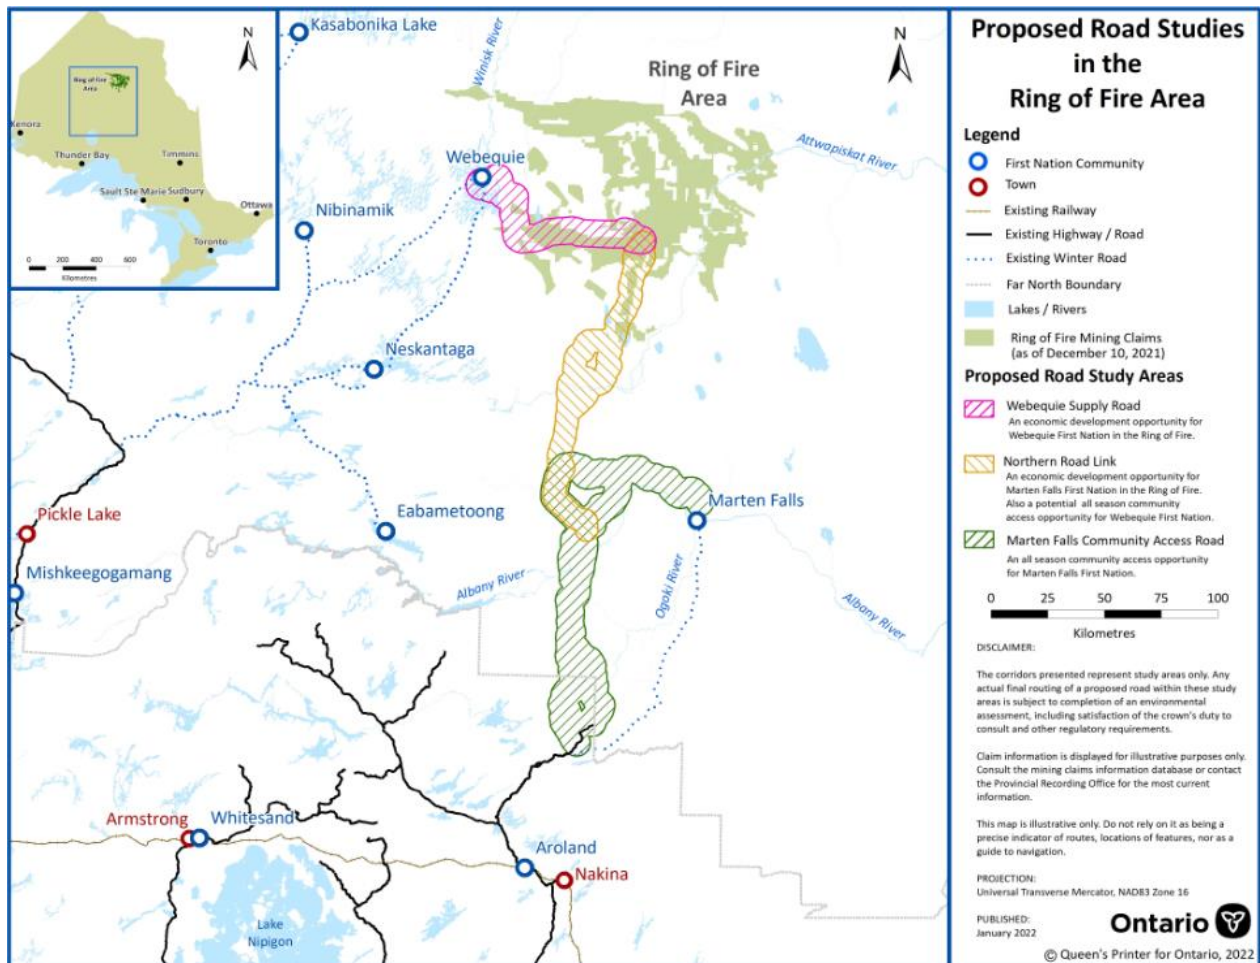 Kasabonika Lake
Winisk River
N
N
Ring of Fire
Area
Ring of Fire
Area
Kenora
Thunder Bay
Timmins
Sault Ste Marie
Sudbury
Ottawa
Toronto
0 200 400 600
Kilometres
Webequie
Attwapiskat River
Nibinamik
Neskantaga
Marten Falls
Eabametoong
Pickle Lake
Mishkeegogamang
Albany River
Ogoki River
Albany River
Armstrong
Whitesand
Aroland
Nakina
Lake
Nipigon
Proposed Road Studies
in the
Ring of Fire Area
Legend
First Nation Community
Town
Existing Railway
Existing Highway / Road
Existing Winter Road
Far North Boundary
Lakes / Rivers
Ring of Fire Mining Claims
(as of December 10, 2021)
Proposed Road Study Areas
Webequie Supply Road
An economic development opportunity for
Webequie First Nation in the Ring of Fire.
Northern Road Link
An economic development opportunity for
Marten Falls First Nation in the Ring of Fire.
Also a potential all season community
access opportunity for Webequie First Nation.
Marten Falls Community Access Road
An all season community access opportunity
for Marten Falls First Nation.
0 25 50 75 100
Kilometres
DISCLAIMER:
The corridors presented represent study areas only. Any
actual final routing of a proposed road within these study
areas is subject to completion of an environmental
assessment, including satisfaction of the crown's duty to
consult and other regulatory requirements.
Claim information is displayed for illustrative purposes only.
Consult the mining claims information database or contact
the Provincial Recording Office for the most current
information.
This map is illustrative only. Do not rely on it as being a
precise indicator of routes, locations of features, nor as a
guide to navigation.
PROJECTION:
Universal Transverse Mercator, NAD83 Zone 16
PUBLISHED:
January 2022
Ontario
© Queen's Printer for Ontario, 2022